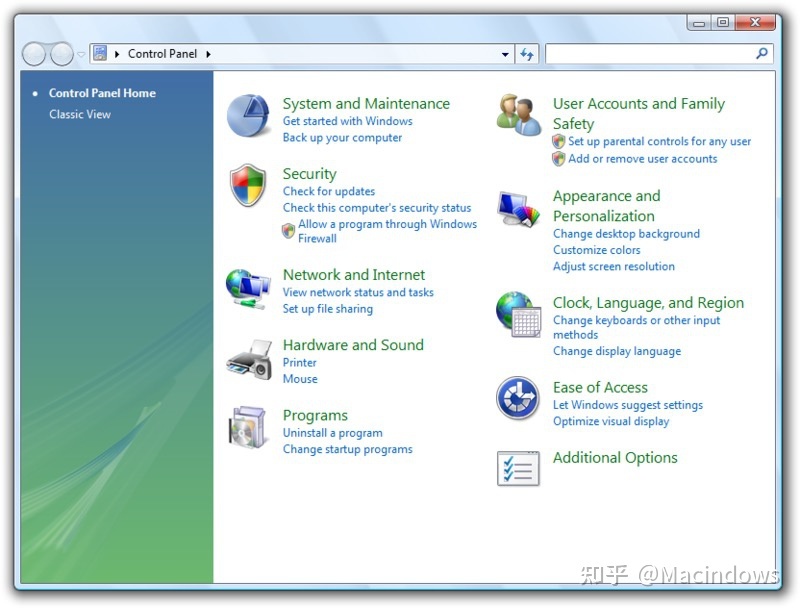 Control Panel
Control Panel Home
Classic View
System and Maintenance
Get started with Windows
Back up your computer
Security
Check for updates
Check this computer's security status
Allow a program through Windows
Firewall
Network and Internet
View network status and tasks
Set up file sharing
Hardware and Sound
Printer
Mouse
Programs
Uninstall a program
Change startup programs
User Accounts and Family
Safety
Set up parental controls for any user
Add or remove user accounts
Appearance and
Personalization
Change desktop background
Customize colors
Adjust screen resolution
Clock, Language, and Region
Change keyboards or other input
methods
Change display language
Ease of Access
Let Windows suggest settings
Optimize visual display
Additional Options
知乎 @Macindows